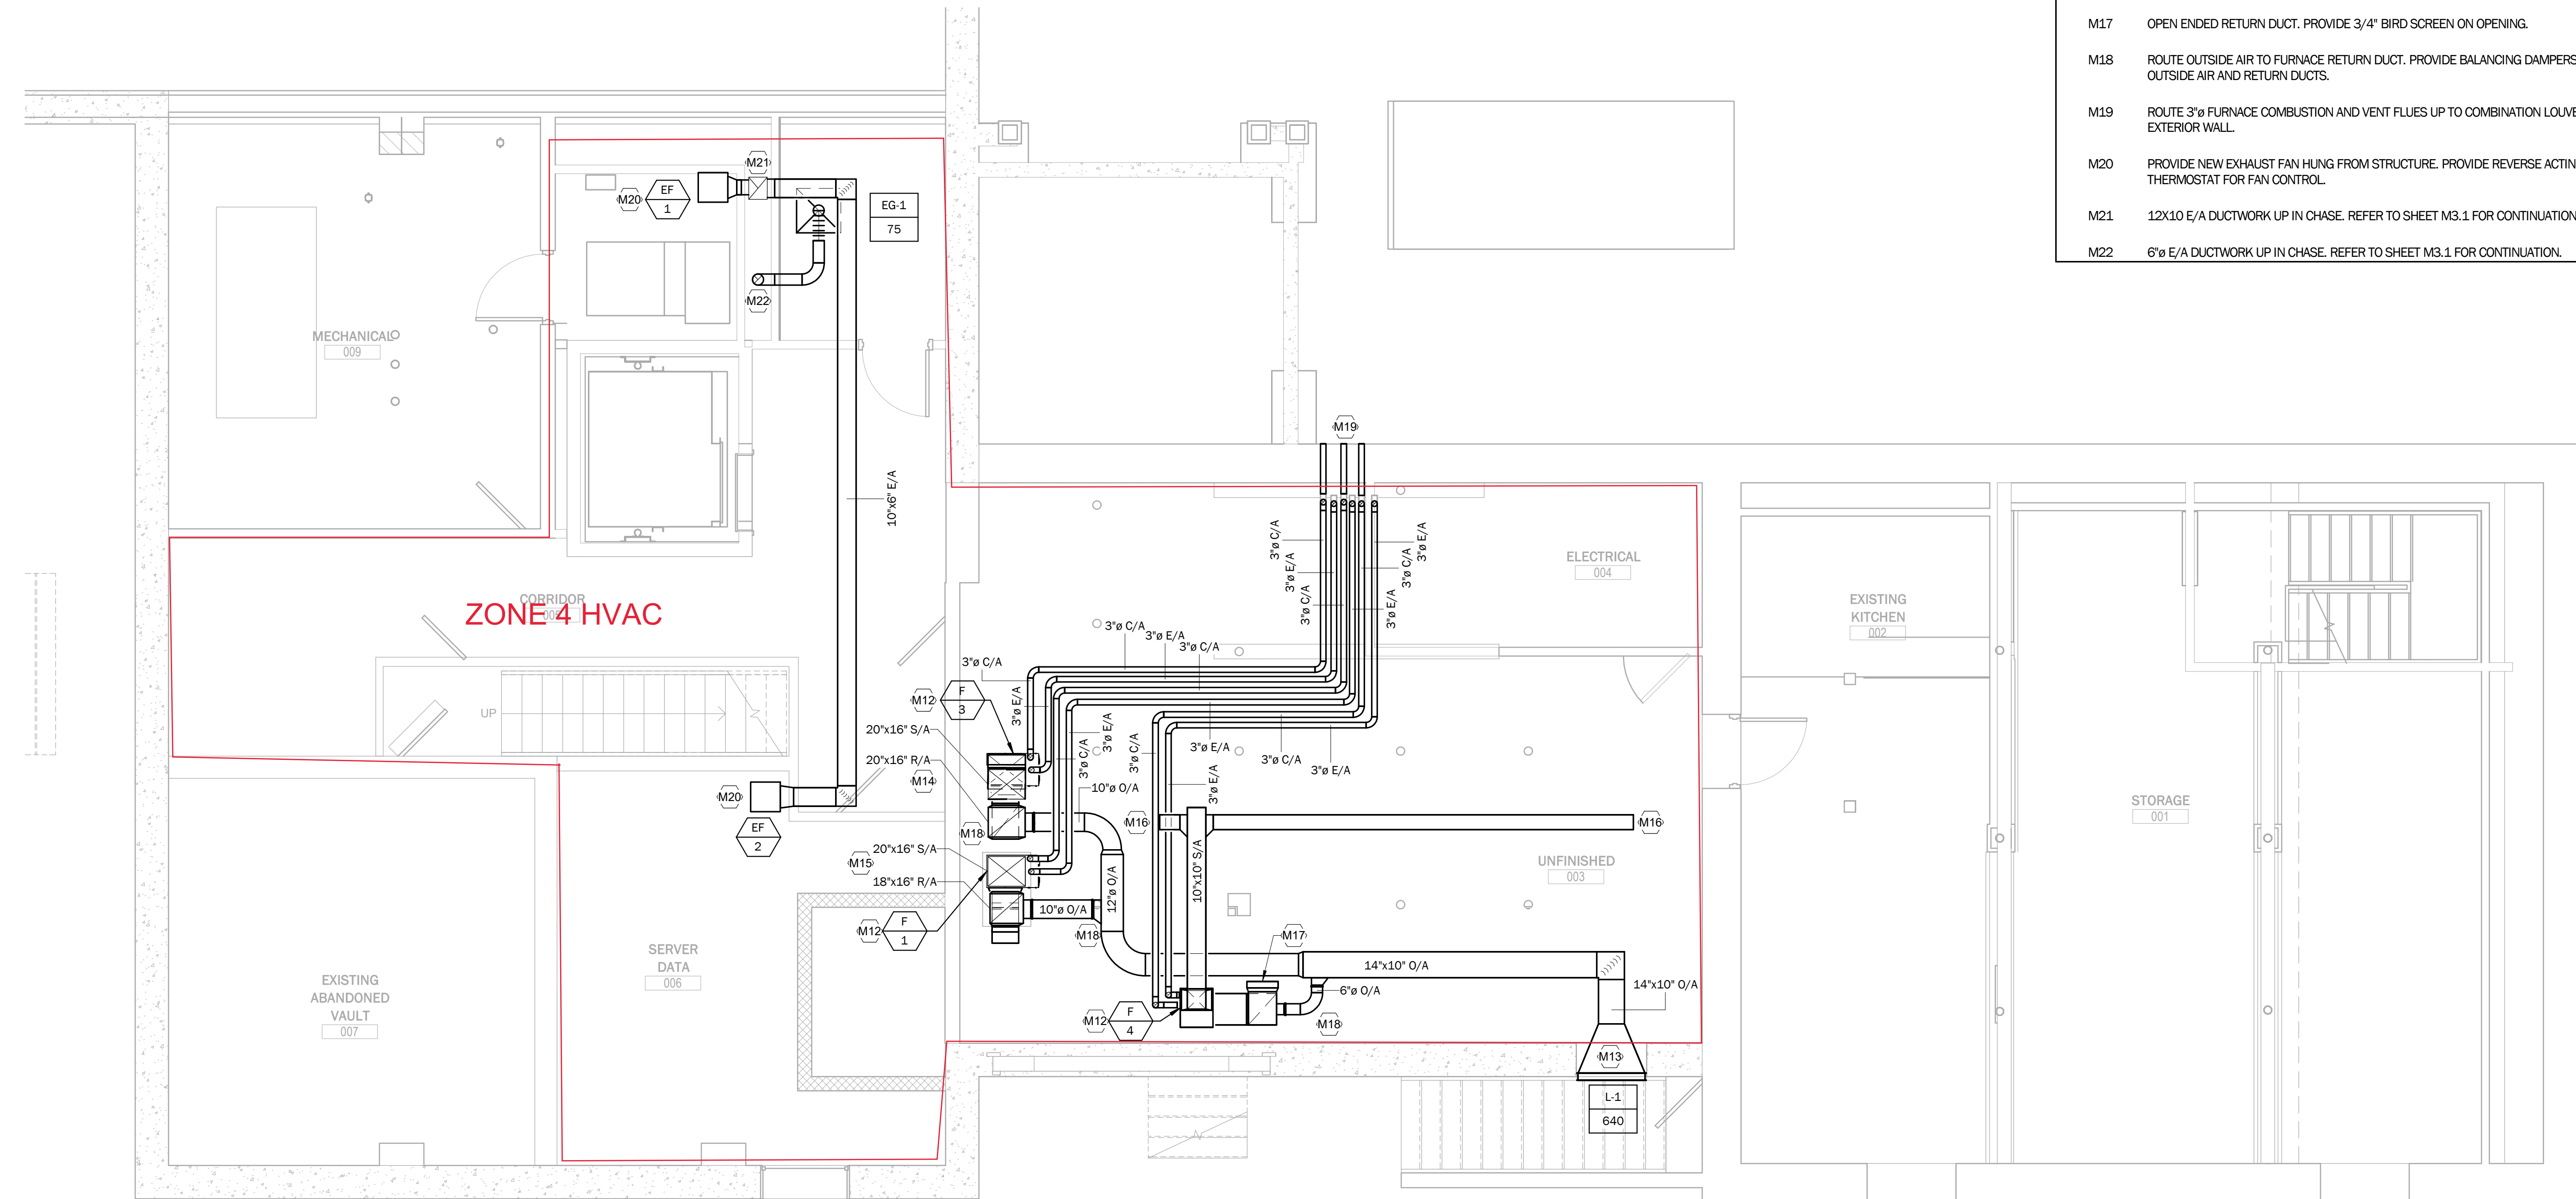 M17 OPEN ENDED RETURN DUCT. PROVIDE 3/4" BIRD SCREEN ON OPENING.
M18 ROUTE OUTSIDE AIR TO FURNACE RETURN DUCT. PROVIDE BALANCING DAMPERS
OUTSIDE AIR AND RETURN DUCTS.
M19 ROUTE 3"ø FURNACE COMBUSTION AND VENT FLUES UP TO COMBINATION LOUVE
EXTERIOR WALL.
M20 PROVIDE NEW EXHAUST FAN HUNG FROM STRUCTURE. PROVIDE REVERSE ACTIN
THERMOSTAT FOR FAN CONTROL.
M21 12X10 E/A DUCTWORK UP IN CHASE. REFER TO SHEET M3.1 FOR CONTINUATION
M22 6"ø E/A DUCTWORK UP IN CHASE. REFER TO SHEET M3.1 FOR CONTINUATION.
M21
M20
EF
1
EG-1
75
M22
MECHANICAL
009
10"x6" E/A
M19
3"ø C/A
3"ø E/A
3"ø C/A
3"ø E/A
3"ø C/A
3"ø E/A
ELECTRICAL
004
CORRIDOR
005
ZONE 4 HVAC
EXISTING
KITCHEN
002
3"ø C/A
3"ø E/A
3"ø C/A
3"ø C/A
M12
F
3
3"ø E/A
UP
20"x16" S/A
3"ø E/A
3"ø C/A
3"ø C/A
3"ø E/A
3"ø C/A
3"ø E/A
20"x16" R/A
M14
3"ø E/A
10"ø O/A
M20
EF
2
M18
M16
M16
STORAGE
001
20"x16" S/A
M15
18"x16" R/A
12"ø O/A
10"x10" S/A
UNFINISHED
003
10"ø O/A
M12
F
1
M18
M17
SERVER
DATA
006
14"x10" O/A
EXISTING
ABANDONED
VAULT
007
6"ø O/A
14"x10" O/A
M12
F
4
M18
M13
L-1
640